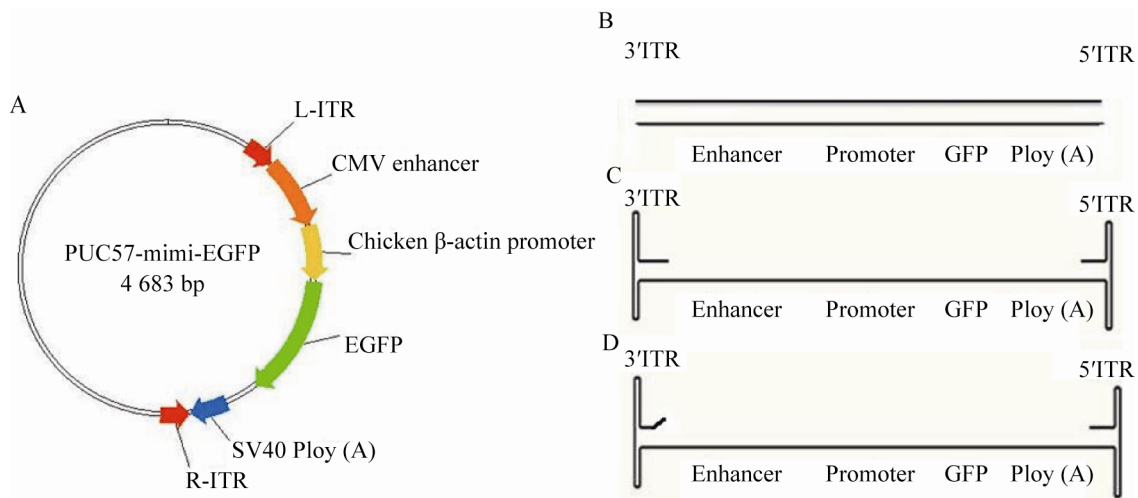 A
L-ITR
CMV enhancer
Chicken β-actin promoter
PUC57-mimi-EGFP
4 683 bp
EGFP
SV40 Ploy (A)
R-ITR
B
3′ITR 5′ITR
Enhancer Promoter GFP Ploy (A)
C
3′ITR 5′ITR
Enhancer Promoter GFP Ploy (A)
D
3′ITR 5′ITR
Enhancer Promoter GFP Ploy (A)